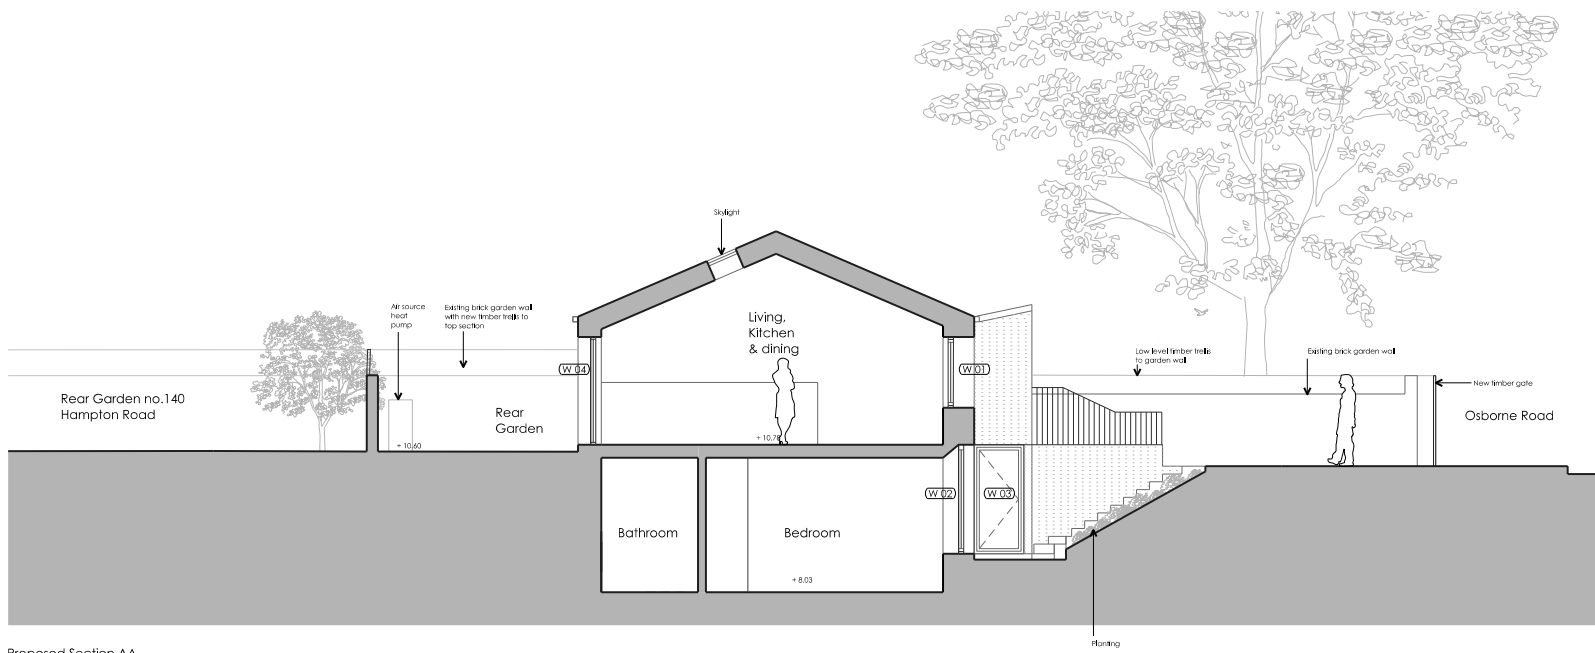 Skylight
Air source
heat
pump
Existing brick garden wall
with new timber trellis to
top section
Living,
Kitchen
& dining
W 04
W 01
Low level timber trellis
to garden wall
Existing brick garden wall
New timber gate
Rear Garden no.140
Hampton Road
Rear
Garden
Osborne Road
+ 10.60
+ 10.78
W 02
W 03
Bathroom
Bedroom
+ 8.03
Planting
Proposed Section AA